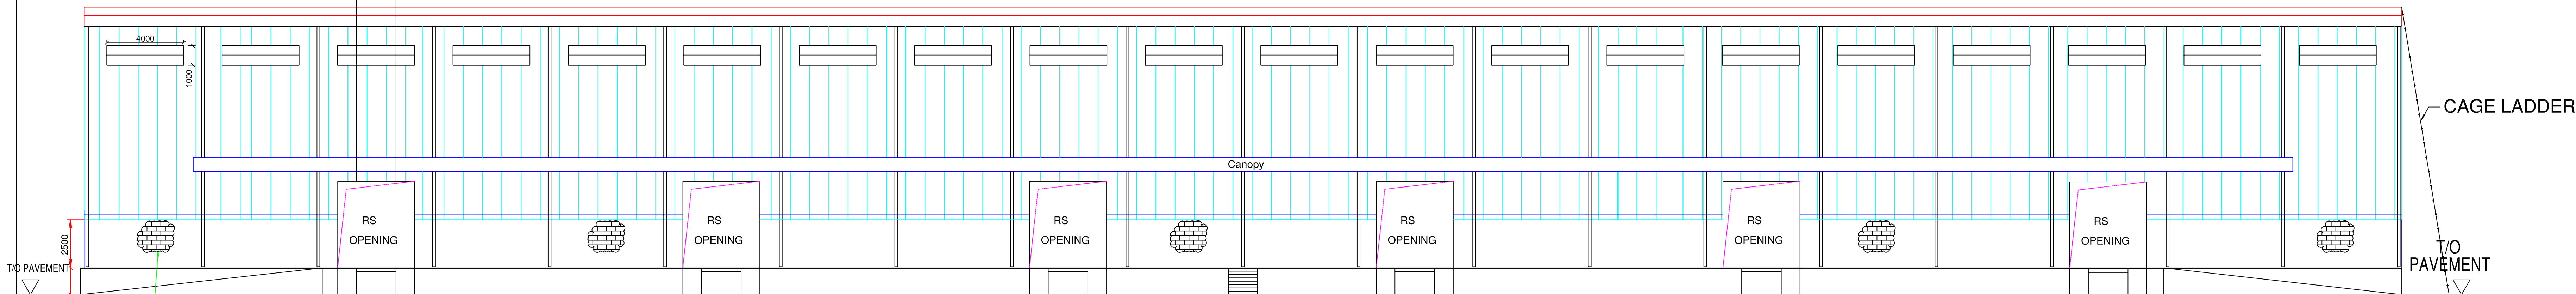 4000
1000
CAGE LADDER
Canopy
RS
OPENING
RS
OPENING
RS
OPENING
RS
OPENING
RS
OPENING
RS
OPENING
2500
T/O PAVEMENT
T/O
PAVEMENT